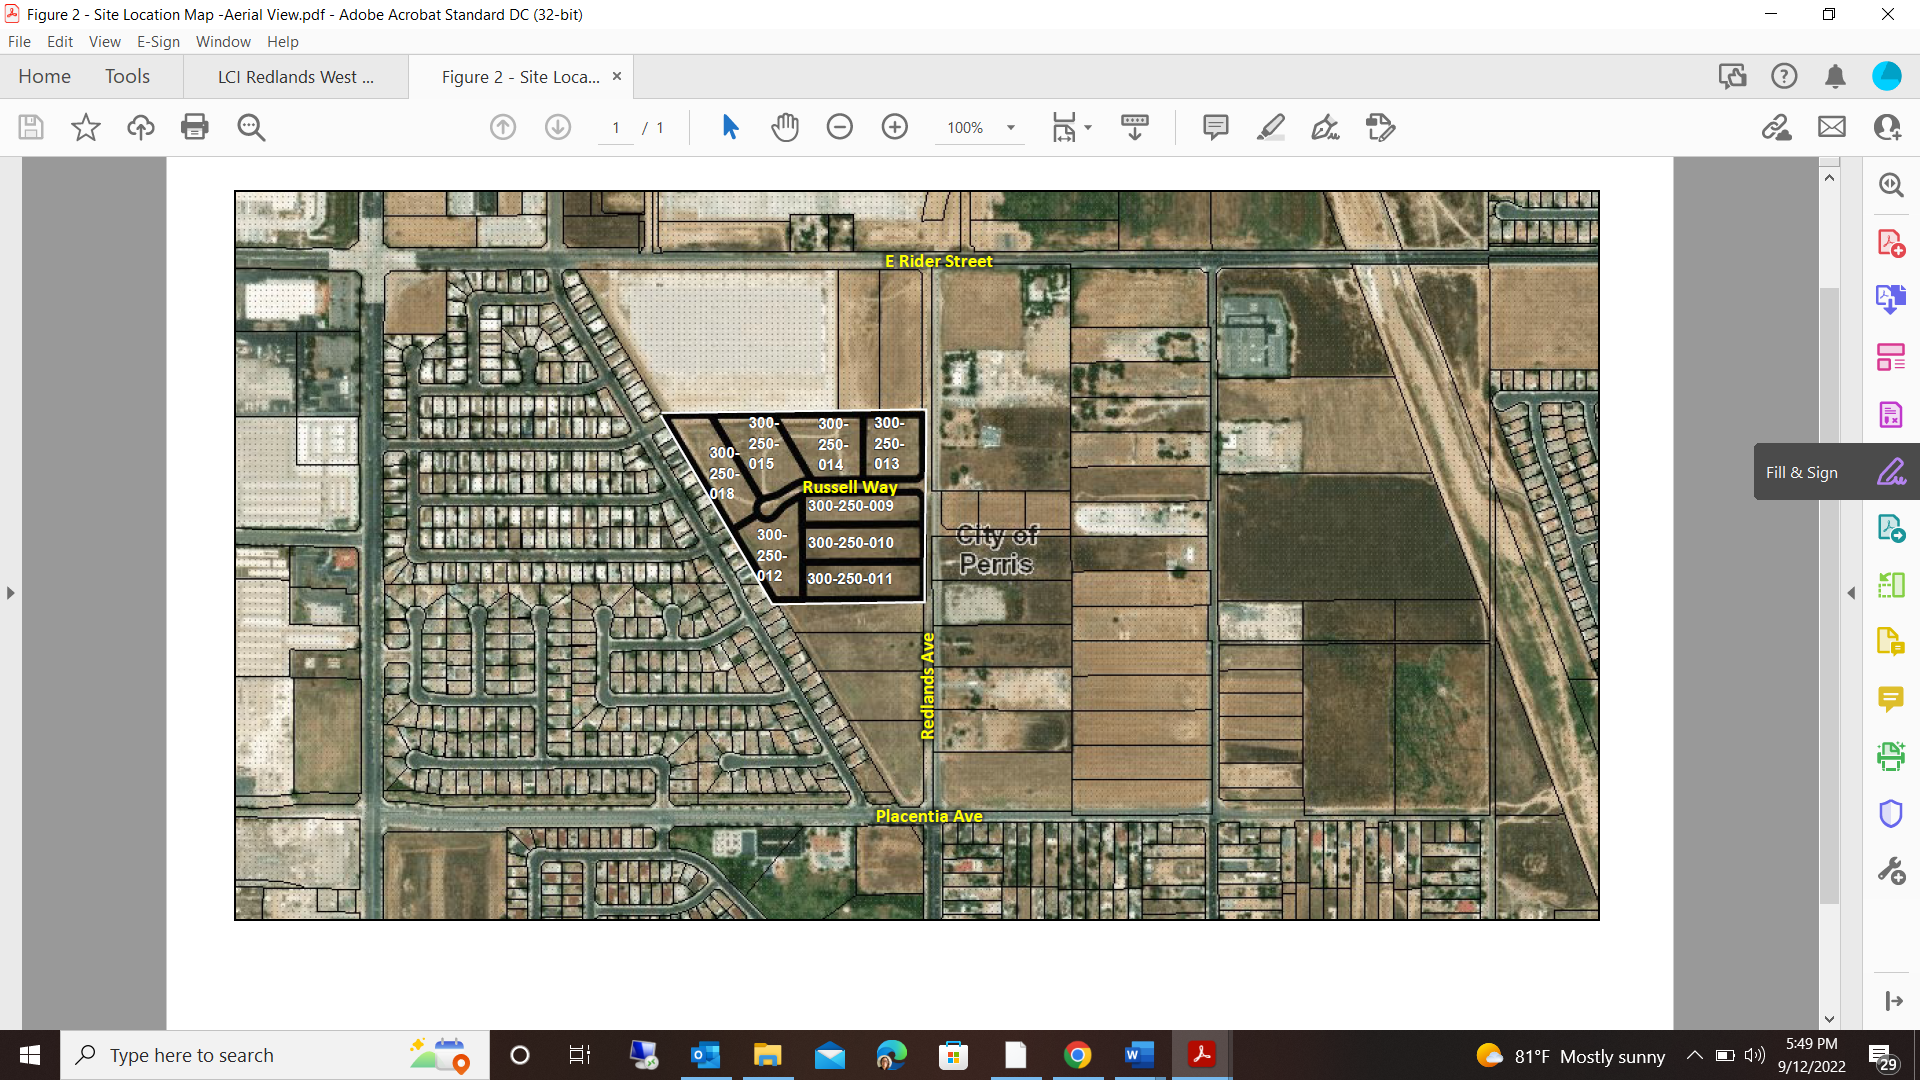 Figure 2 - Site Location Map -Aerial View.pdf - Adobe Acrobat Standard DC (32-bit)
File Edit View E-Sign Window Help
Home Tools LCI Redlands West ... Figure 2 - Site Loca... ×
1 / 1 100%
E Rider Street
300-
250-
018
300-
250-
015
300-
250-
014
300-
250-
013
Russell Way
300-250-009
300-250-010
300-250-011
300-
250-
012
City of
Perris
Redlands Ave
Placentia Ave
Fill & Sign
Type here to search
81°F Mostly sunny
5:49 PM
9/12/2022
29